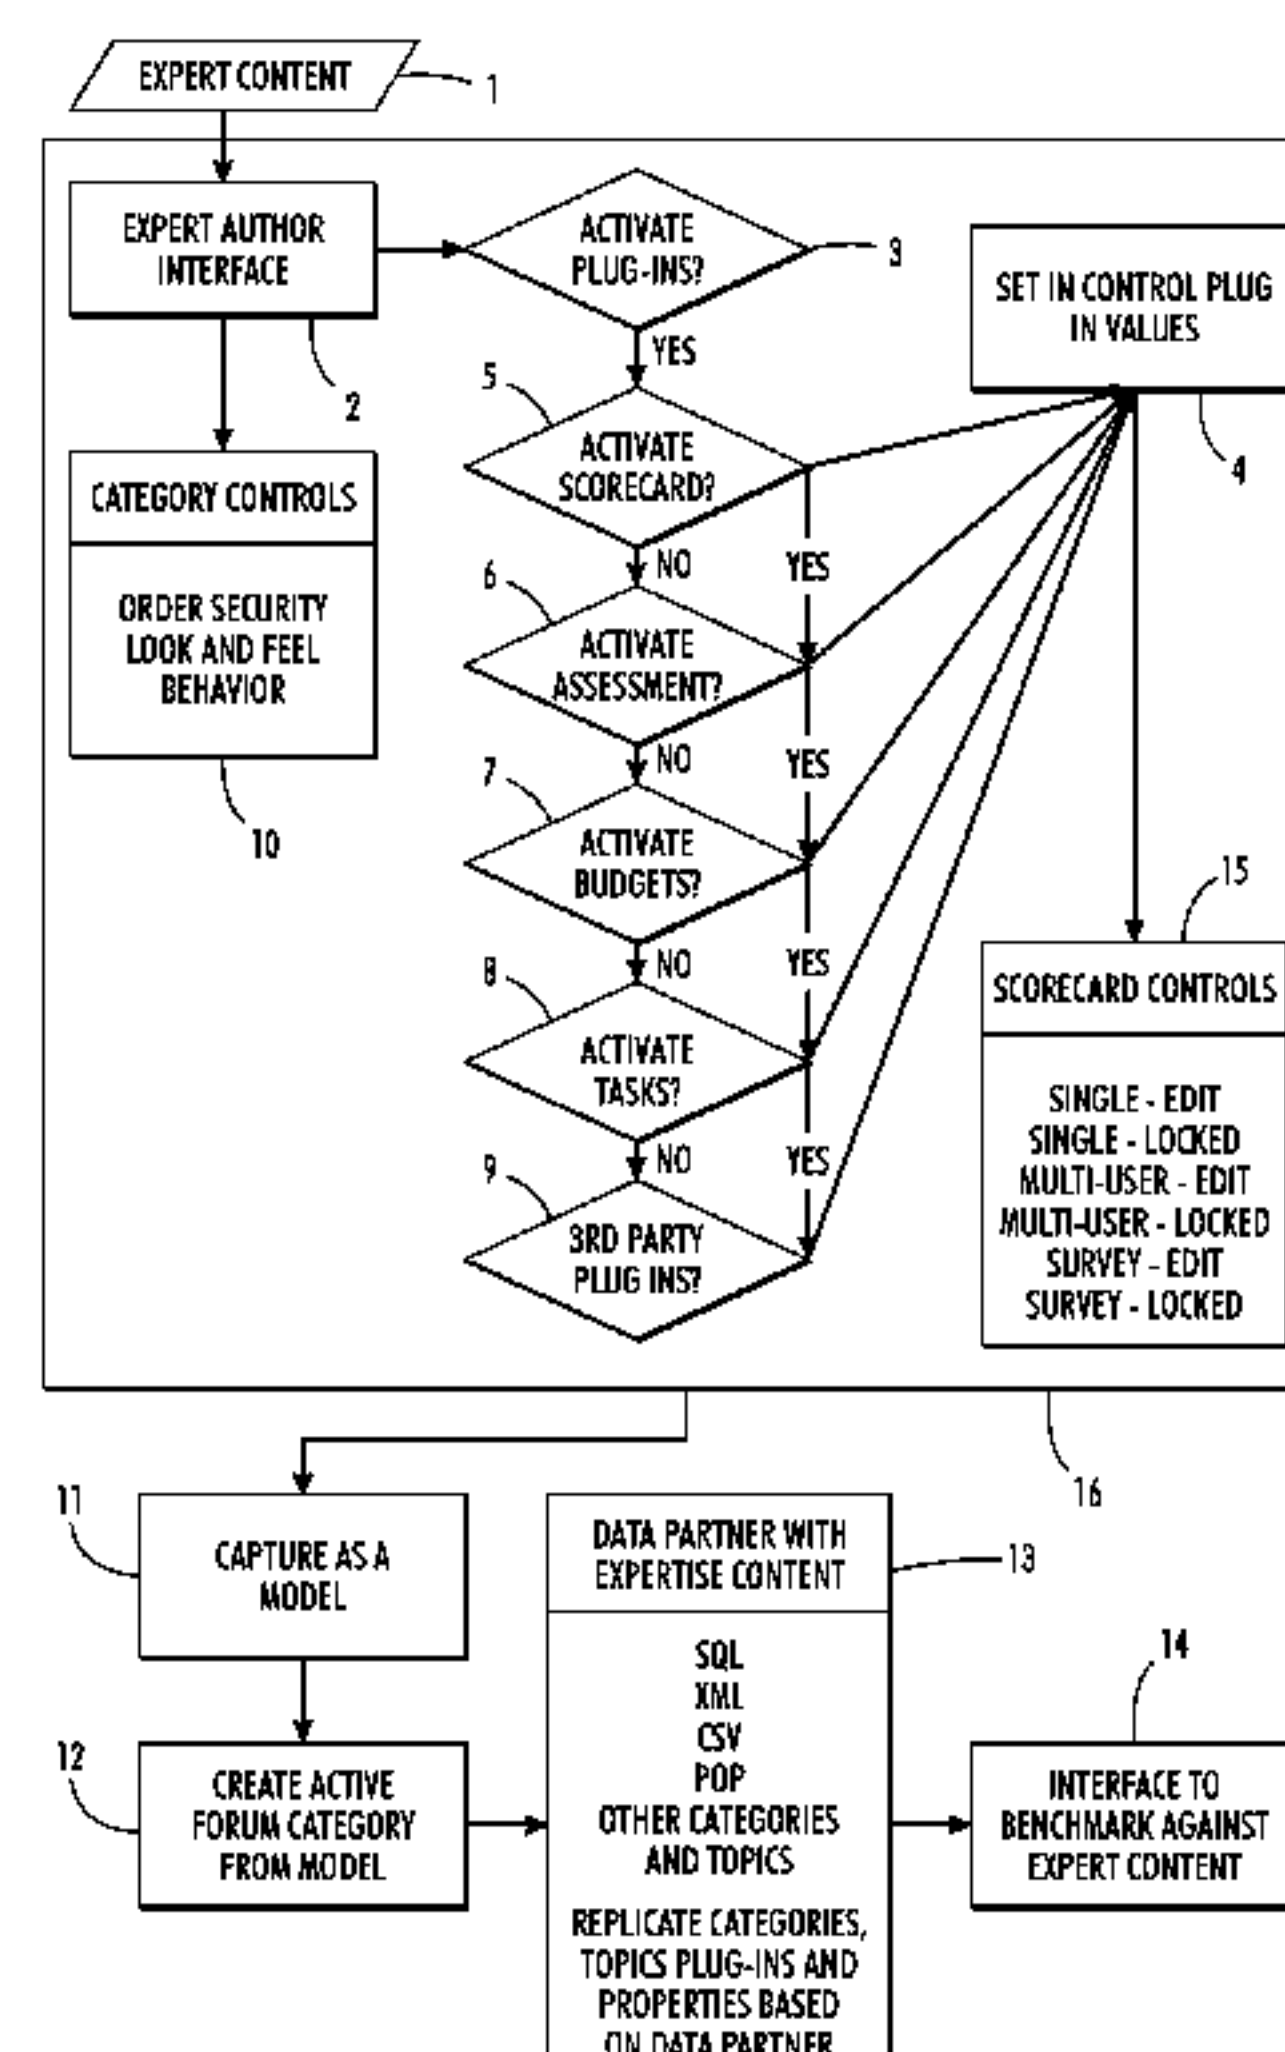 EXPERT CONTENT
1
EXPERT AUTHOR
INTERFACE
2
ACTIVATE
PLUG-INS?
3
YES
SET IN CONTROL PLUG
IN VALUES
4
CATEGORY CONTROLS
ORDER SECURITY
LOOK AND FEEL
BEHAVIOR
10
5
ACTIVATE
SCORECARD?
NO
YES
6
ACTIVATE
ASSESSMENT?
NO
YES
7
ACTIVATE
BUDGETS?
NO
YES
8
ACTIVATE
TASKS?
NO
YES
9
3RD PARTY
PLUG INS?
15
SCORECARD CONTROLS
SINGLE - EDIT
SINGLE - LOCKED
MULTI-USER - EDIT
MULTI-USER - LOCKED
SURVEY - EDIT
SURVEY - LOCKED
16
11
CAPTURE AS A
MODEL
12
CREATE ACTIVE
FORUM CATEGORY
FROM MODEL
DATA PARTNER WITH
EXPERTISE CONTENT
13
SQL
XML
CSV
POP
OTHER CATEGORIES
AND TOPICS
REPLICATE CATEGORIES,
TOPICS PLUG-INS AND
PROPERTIES BASED
ON DATA PARTNER
14
INTERFACE TO
BENCHMARK AGAINST
EXPERT CONTENT